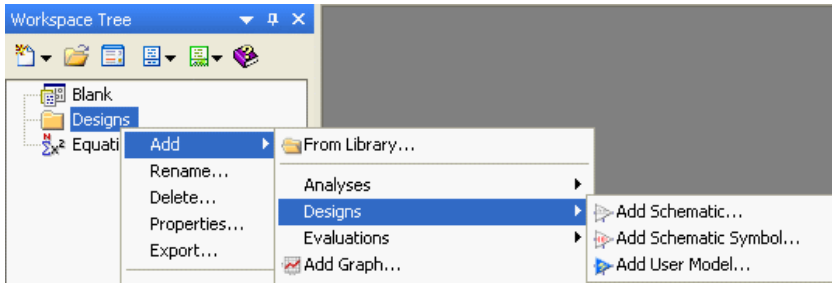 Workspace Tree
Blank
Designs
Equati
Add
Rename...
Delete...
Properties...
Export...
From Library...
Analyses
Designs
Evaluations
Add Graph...
Add Schematic...
Add Schematic Symbol...
Add User Model...